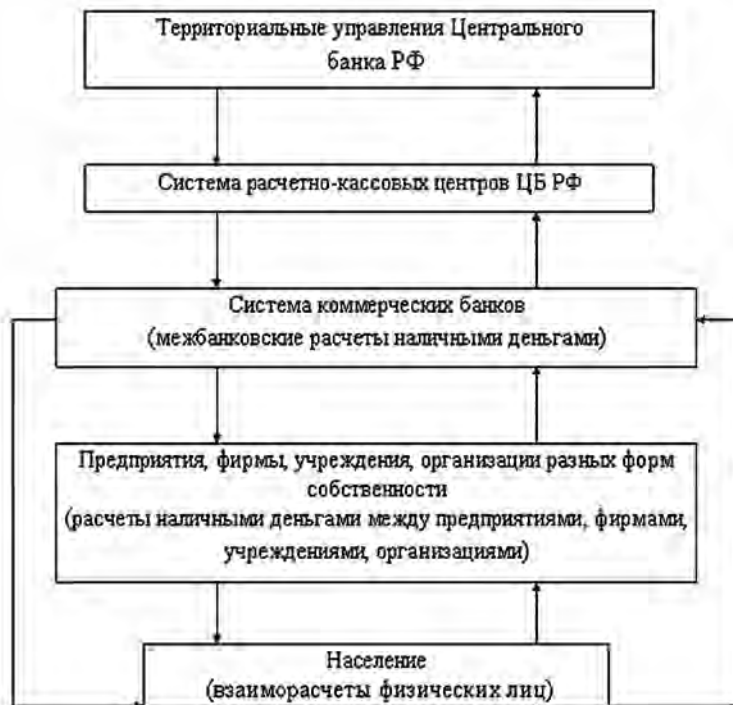 Территориальные управления Центрального
банка РФ
Система расчетно-кассовых центров ЦБ РФ
Система коммерческих банков
(межбанковские расчеты наличными деньгами)
Предприятия, фирмы, учреждения, организации разных форм
собственности
(расчеты наличными деньгами между предприятиями, фирмами,
учреждениями, организациями)
Население
(взаиморасчеты физических лиц)